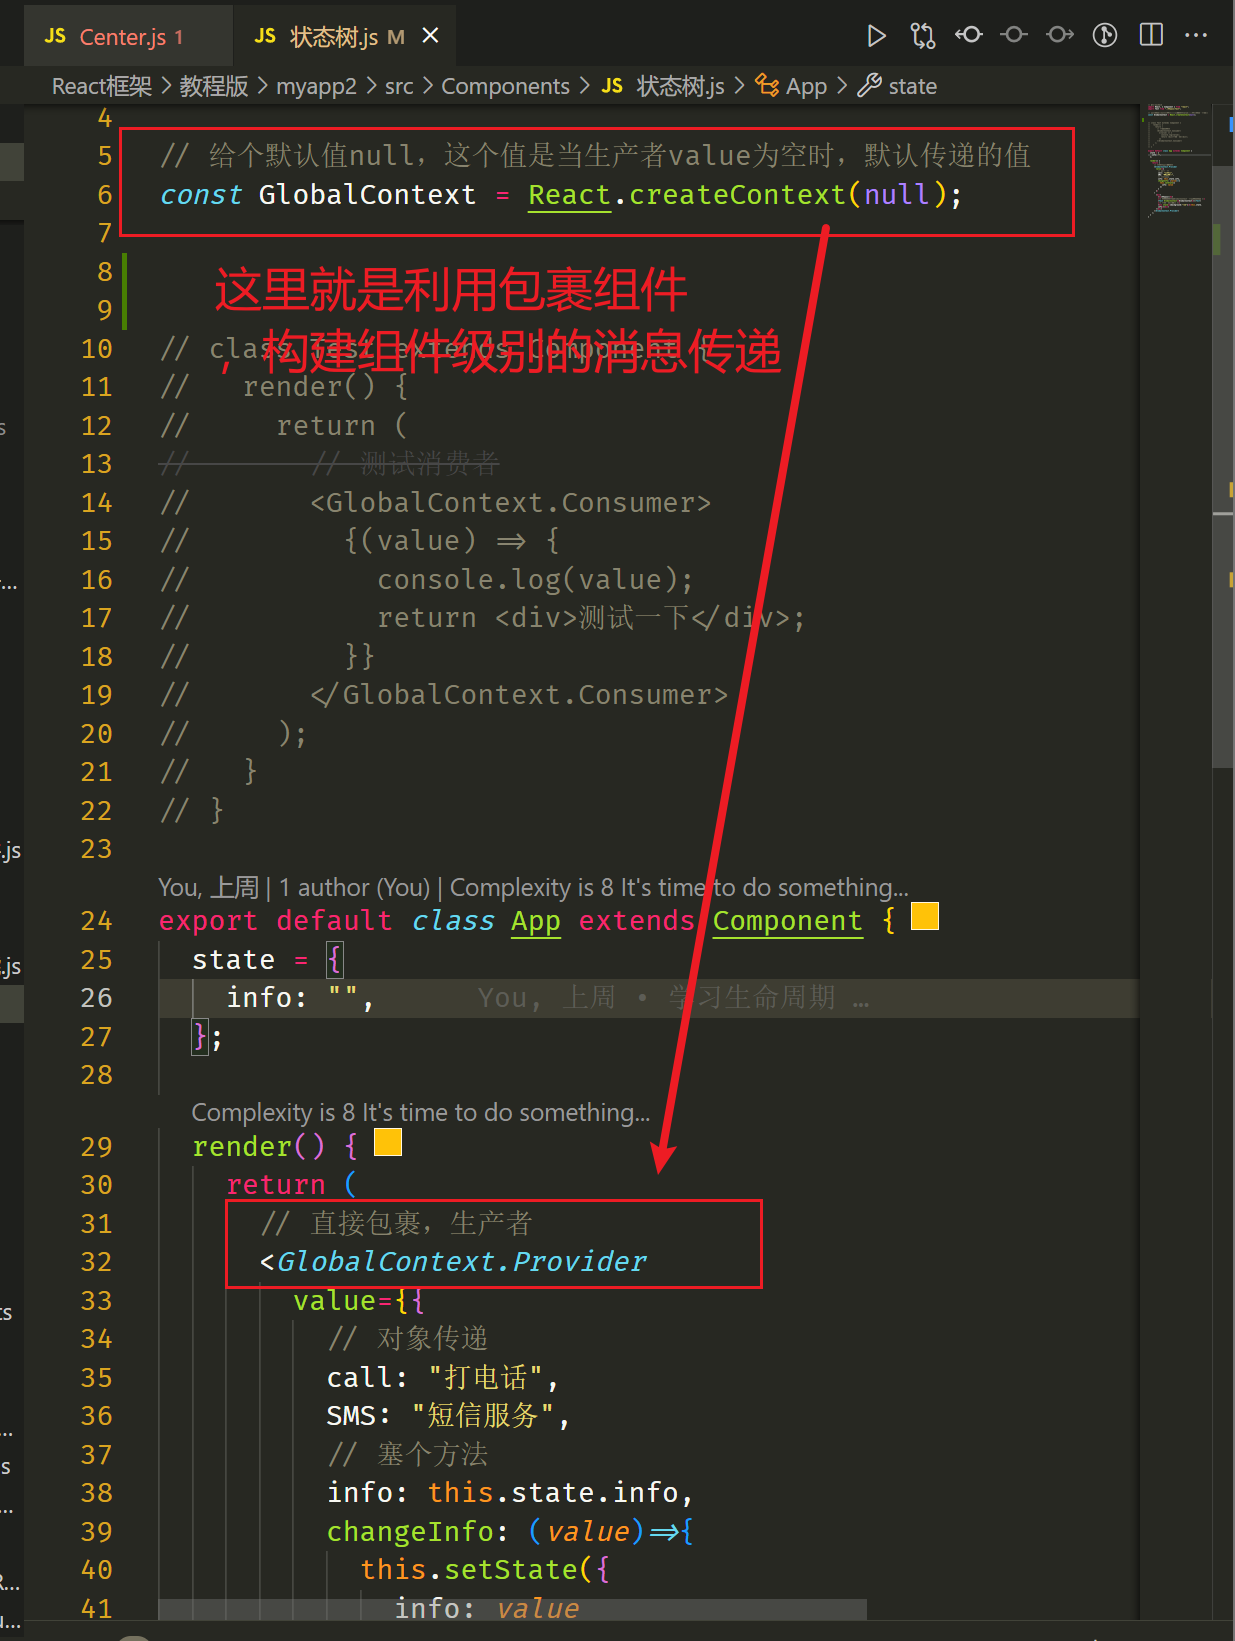 JS Center.js 1 JS 状态树.js M
React框架 > 教程版 > myapp2 > src > Components > JS 状态树.js > App > state
4
5 // 给个默认值null，这个值是当生产者value为空时，默认传递的值
6 const GlobalContext = React.createContext(null);
7
8 这里就是利用包裹组件
9
，构建组件级别的消息传递
10 // class Test extends Component {
11 //   render() {
12 //     return (
13 //       // 测试消费者
14 //       <GlobalContext.Consumer>
15 //         {(value) => {
16 //           console.log(value);
17 //           return <div>测试一下</div>;
18 //         }}
19 //       </GlobalContext.Consumer>
20 //     );
21 //   }
22 // }
23
You, 上周 | 1 author (You) | Complexity is 8 It's time to do something...
24 export default class App extends Component {
25   state = {
26     info: "", You, 上周 • 学习生命周期 …
27   };
28
Complexity is 8 It's time to do something...
29   render() {
30     return (
31       // 直接包裹，生产者
32       <GlobalContext.Provider
33         value={{
34           // 对象传递
35           call: "打电话",
36           SMS: "短信服务",
37           // 塞个方法
38           info: this.state.info,
39           changeInfo: (value)=>{
40             this.setState({
41               info: value